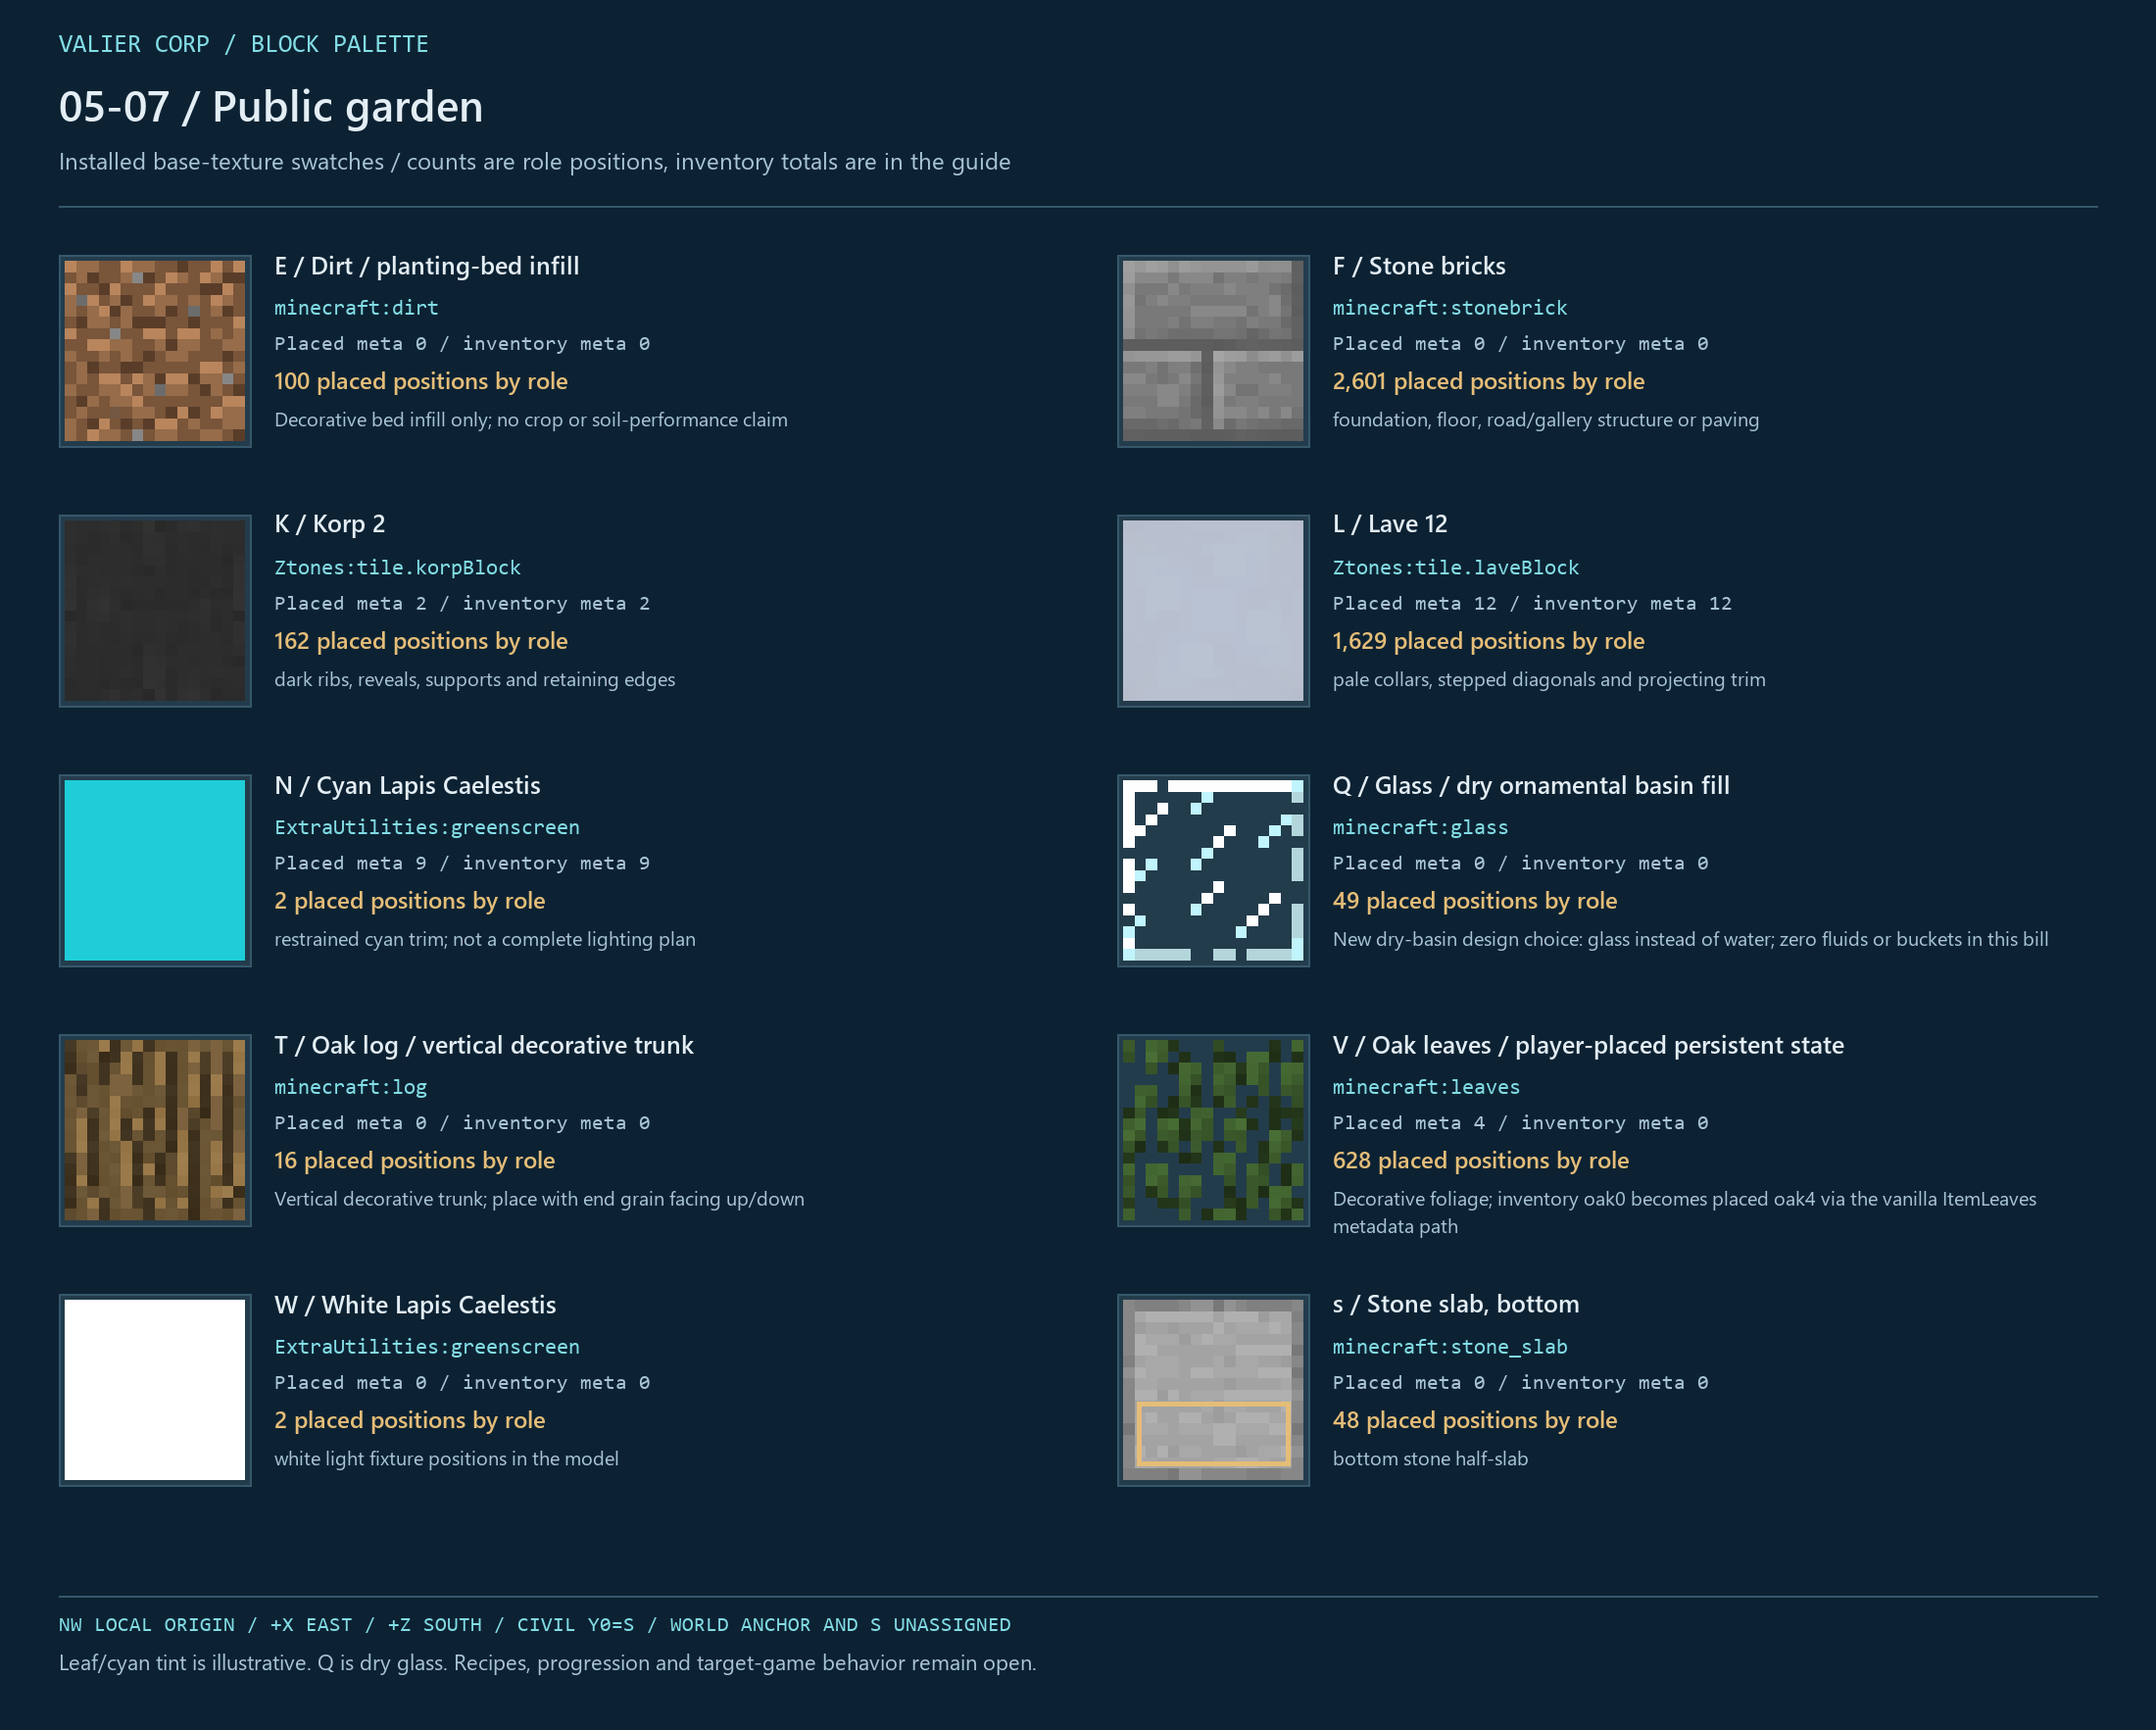 VALIER CORP / BLOCK PALETTE
05-07 / Public garden
Installed base-texture swatches / counts are role positions, inventory totals are in the guide
E / Dirt / planting-bed infill
minecraft:dirt
Placed meta 0 / inventory meta 0
100 placed positions by role
Decorative bed infill only; no crop or soil-performance claim
F / Stone bricks
minecraft:stonebrick
Placed meta 0 / inventory meta 0
2,601 placed positions by role
foundation, floor, road/gallery structure or paving
K / Korp 2
Ztones:tile.korpBlock
Placed meta 2 / inventory meta 2
162 placed positions by role
dark ribs, reveals, supports and retaining edges
L / Lave 12
Ztones:tile.laveBlock
Placed meta 12 / inventory meta 12
1,629 placed positions by role
pale collars, stepped diagonals and projecting trim
N / Cyan Lapis Caelestis
ExtraUtilities:greenscreen
Placed meta 9 / inventory meta 9
2 placed positions by role
restrained cyan trim; not a complete lighting plan
Q / Glass / dry ornamental basin fill
minecraft:glass
Placed meta 0 / inventory meta 0
49 placed positions by role
New dry-basin design choice: glass instead of water; zero fluids or buckets in this bill
T / Oak log / vertical decorative trunk
minecraft:log
Placed meta 0 / inventory meta 0
16 placed positions by role
Vertical decorative trunk; place with end grain facing up/down
V / Oak leaves / player-placed persistent state
minecraft:leaves
Placed meta 4 / inventory meta 0
628 placed positions by role
Decorative foliage; inventory oak0 becomes placed oak4 via the vanilla ItemLeaves
metadata path
W / White Lapis Caelestis
ExtraUtilities:greenscreen
Placed meta 0 / inventory meta 0
2 placed positions by role
white light fixture positions in the model
s / Stone slab, bottom
minecraft:stone_slab
Placed meta 0 / inventory meta 0
48 placed positions by role
bottom stone half-slab
NW LOCAL ORIGIN / +X EAST / +Z SOUTH / CIVIL Y0=S / WORLD ANCHOR AND S UNASSIGNED
Leaf/cyan tint is illustrative. Q is dry glass. Recipes, progression and target-game behavior remain open.